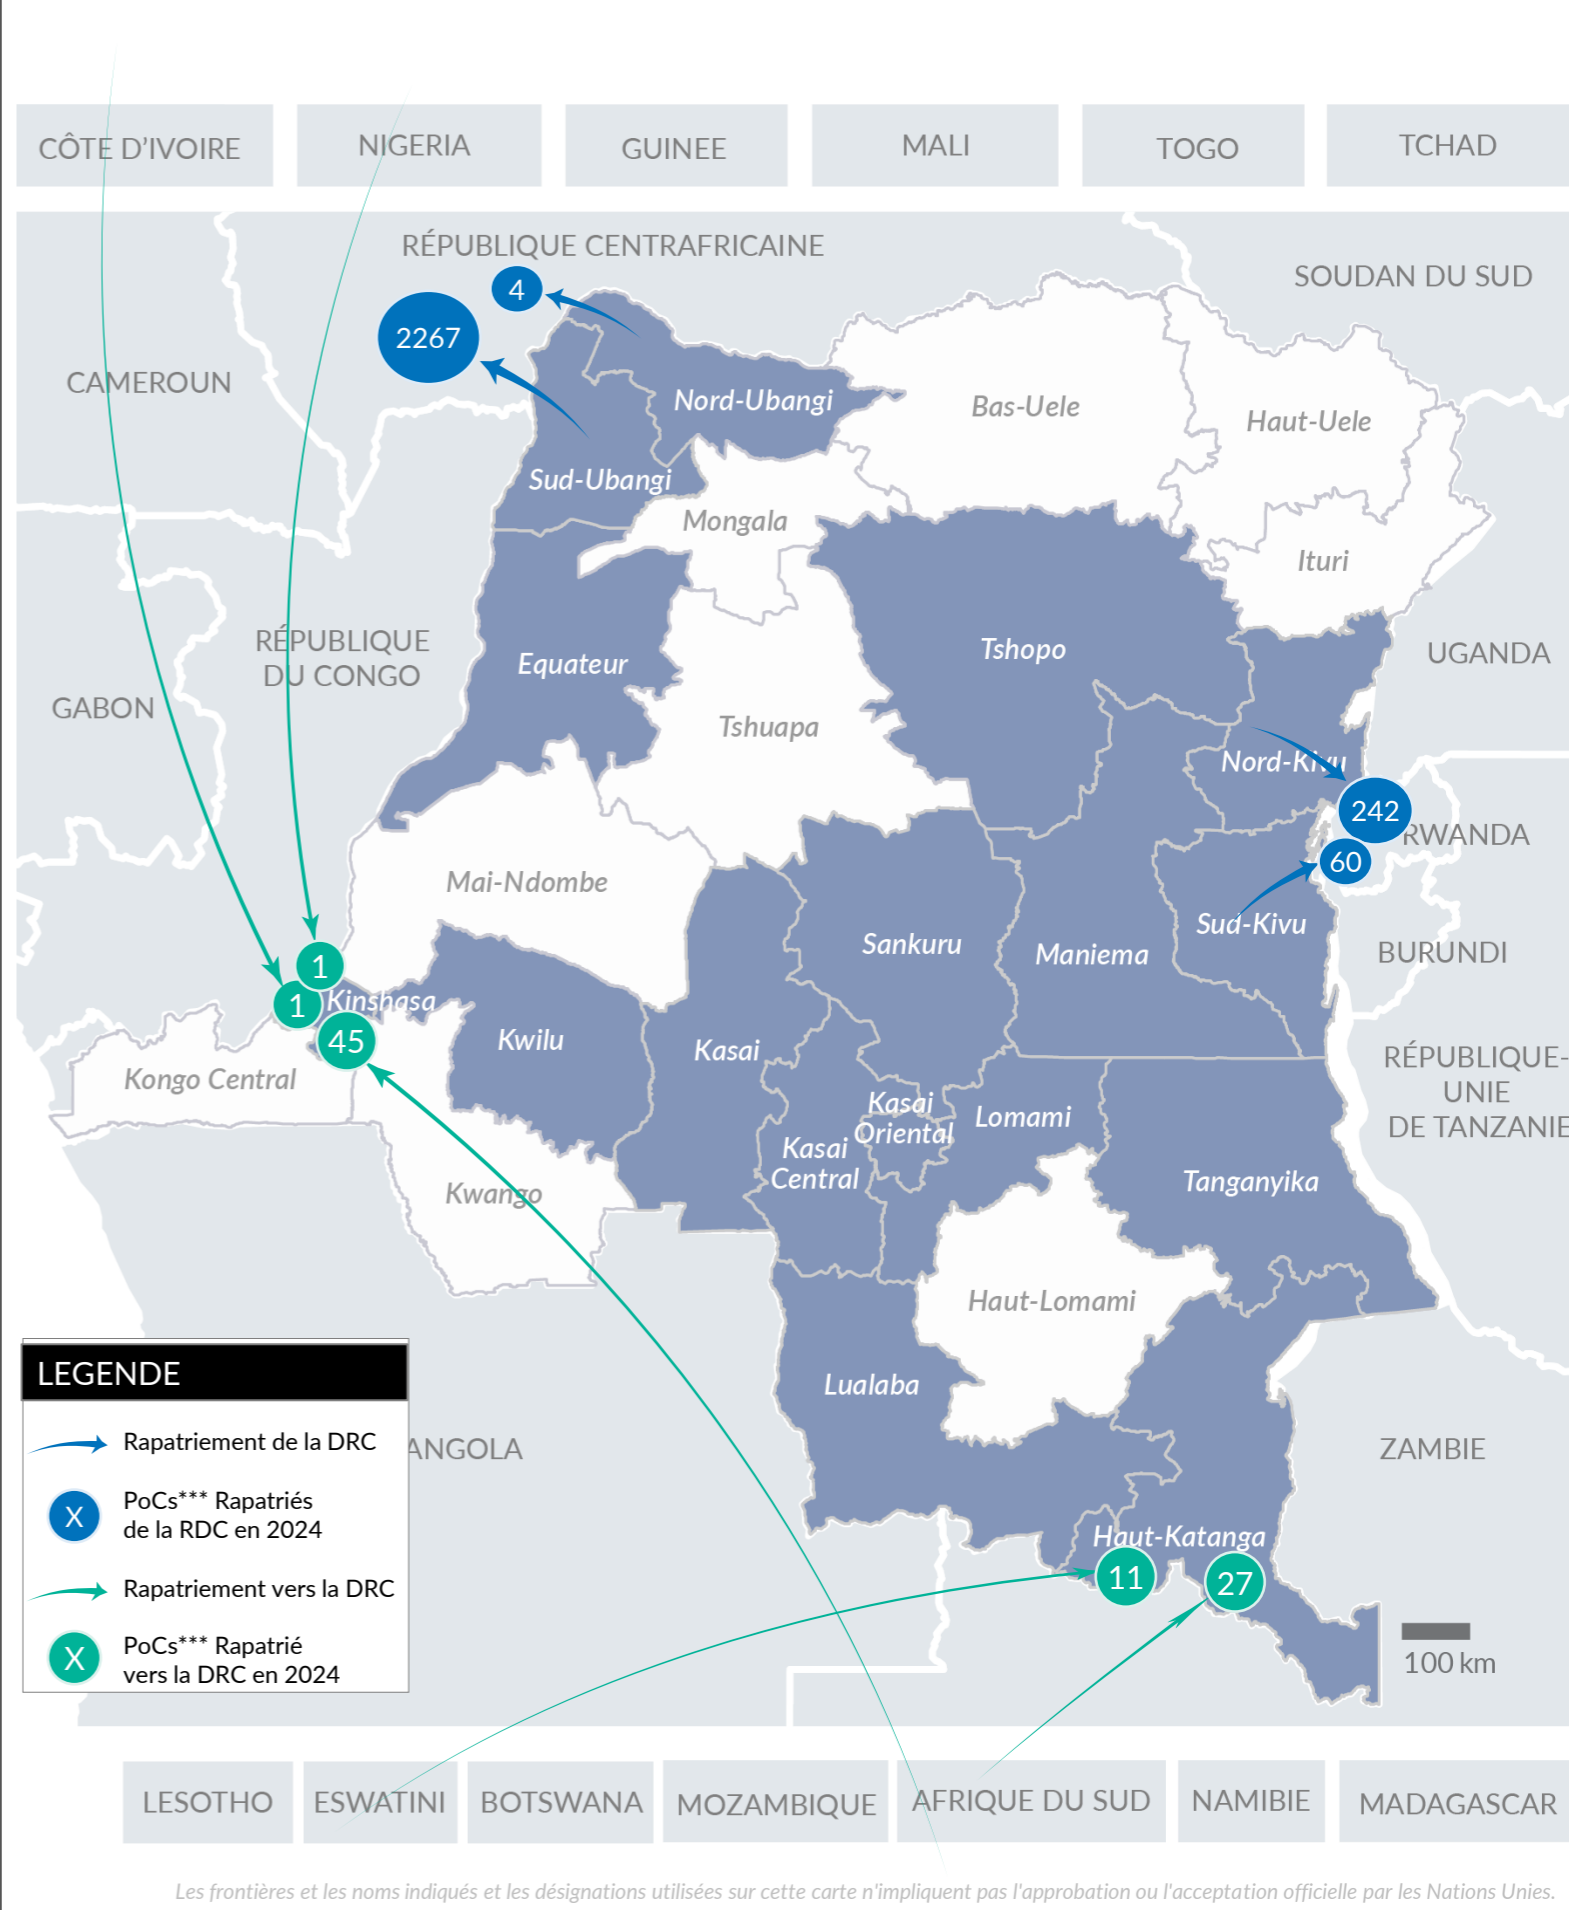 CÔTE D'IVOIRE
NIGERIA
GUINEE
MALI
TOGO
TCHAD
RÉPUBLIQUE CENTRAFRICAINE
SOUDAN DU SUD
4
2267
CAMEROUN
Nord-Ubangi
Bas-Uele
Haut-Uele
Sud-Ubangi
Mongala
Ituri
RÉPUBLIQUE
DU CONGO
Equateur
Tshopo
UGANDA
GABON
Tshuapa
Nord-Kivu
242
RWANDA
60
Mai-Ndombe
Sud-Kivu
Sankuru
Maniema
BURUNDI
1
1
Kinshasa
45
Kwilu
Kasai
RÉPUBLIQUE-
UNIE
DE TANZANIE
Kongo Central
Kasai
Oriental
Lomami
Kasai
Central
Kwango
Tanganyika
Haut-Lomami
Lualaba
LEGENDE
Rapatriement de la DRC
X
PoCs*** Rapatriés
de la RDC en 2024
Rapatriement vers la DRC
X
PoCs*** Rapatrié
vers la DRC en 2024
ANGOLA
ZAMBIE
Haut-Katanga
11
27
100 km
LESOTHO
ESWATINI
BOTSWANA
MOZAMBIQUE
AFRIQUE DU SUD
NAMIBIE
MADAGASCAR
Les frontières et les noms indiqués et les désignations utilisées sur cette carte n'impliquent pas l'approbation ou l'acceptation officielle par les Nations Unies.